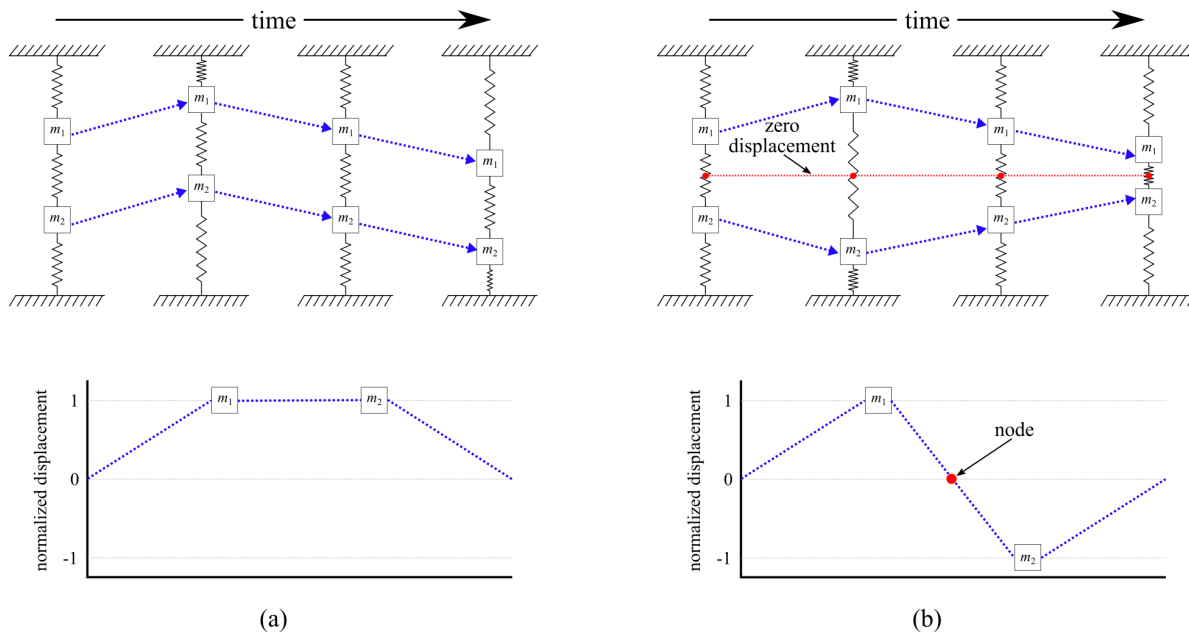 time
m1
m1
m1
m1
m2
m2
m2
m2
normalized displacement
1
0
-1
m1
m2
(a)
time
m1
m1
m1
m1
zero
displacement
m2
m2
m2
m2
normalized displacement
1
0
-1
m1
node
m2
(b)